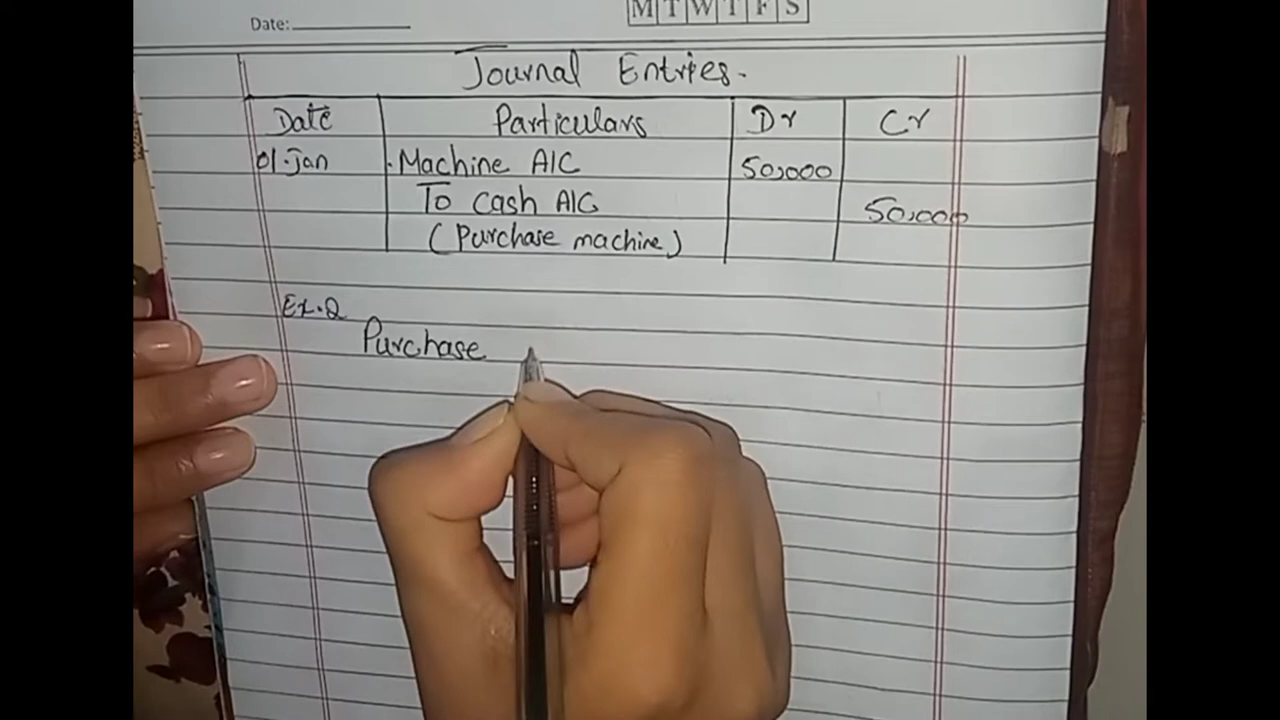 Date:
M T W T F S
Journal Entries.
Date Particulars Dr Cr
01.Jan .Machine A/C 50,000
To cash A/C 50,000
(Purchase machine)
Ex.2
Purchase